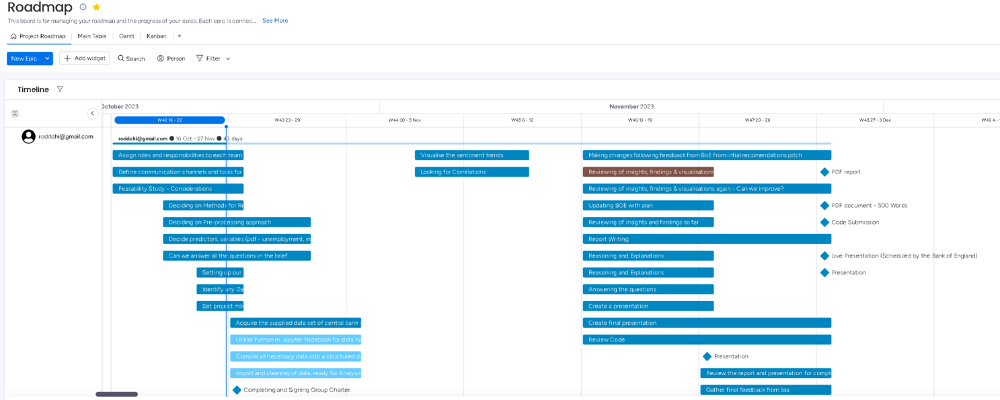 Roadmap
This board is for managing your roadmap and the progress of your epics. Each epic is connec... See More
Project Roadmap Main Table Gantt Kanban +
New Epic + Add widget Search Person Filter
Timeline
October 2023 November 2023
W42 16 - 22 W43 23 - 29 W44 30 - 5 Nov W45 6 - 12 W46 13 - 19 W47 20 - 26 W48 27 - 3 Dec W49 4 -
roddchi@gmail.com
roddchi@gmail.com ● 16 Oct - 27 Nov ● 43 days
Assign roles and responsibilities to each team Visualise the sentiment trends Making changes following feedback from BoE from intial recomendations pitch
Define communication channels and tools for Looking for Correlations Reviewing of insights, findings & visualisations PDF report
Feasability Study - Considerations Reviewing of insights, findings & visualisations again - Can we improve?
Deciding on Methods for Re Updating BOE with plan PDF document - 500 Words
Deciding on Pre-processing approach Reviewing of insights and findings so far Code Submission
Decide predictors, variables (pdf - unemployment, in Report Writing
Can we answer all the questions in the brief Reasoning and Explanations Live Presentation (Scheduled by the Bank of England)
Setting up our Reasoning and Explanations Presentation
Identify any Da Answering the questions
Set project mil Create a presentation
Acquire the supplied data set of central bank Create final presentation
Utilise Python in Jupyter Notebook for data ha Review Code
Compile all necessary data into a structured da Presentation
Import and cleaning of data, ready for Analysis Review the report and presentation for comple
Completing and Signing Group Charter Gather final feedback from tea